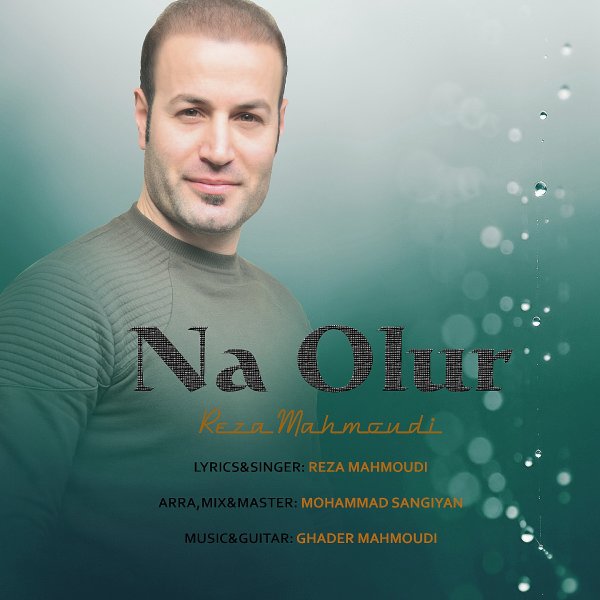 Na Olur
Reza Mahmoudi
LYRICS&SINGER: REZA MAHMOUDI
ARRA,MIX&MASTER: MOHAMMAD SANGIYAN
MUSIC&GUITAR: GHADER MAHMOUDI